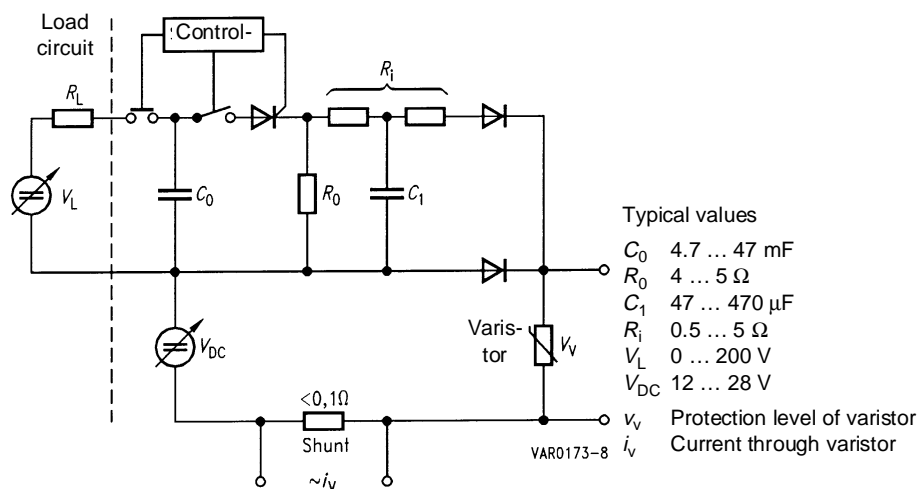 Load
circuit
Control-
R_L
R_i
V_L
C_0
R_0
C_1
V_DC
Varis-
tor
V_V
<0,1Ω
Shunt
~i_v
VAR0173-8
Typical values
C_0 4.7 … 47 mF
R_0 4 … 5 Ω
C_1 47 … 470 μF
R_i 0.5 … 5 Ω
V_L 0 … 200 V
V_DC 12 … 28 V
v_v Protection level of varistor
i_v Current through varistor